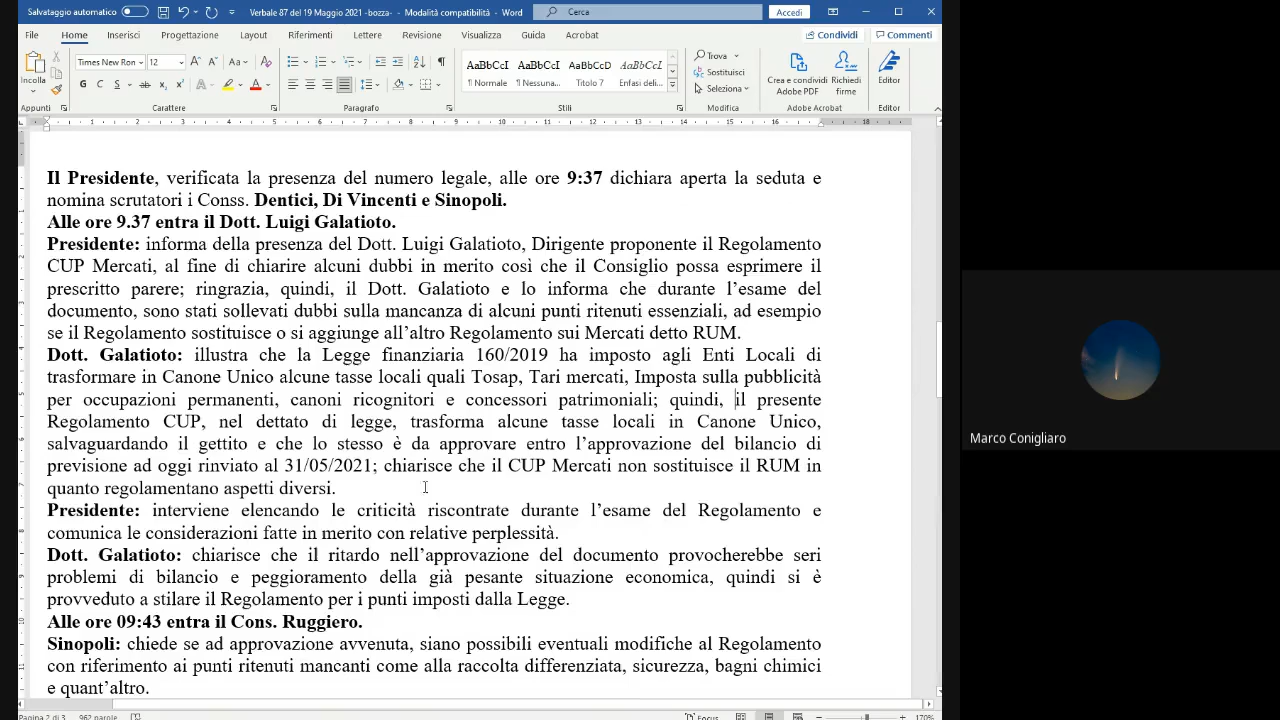 Salvataggio automatico
Verbale 87 del 19 Maggio 2021 -bozza- - Modalità compatibilità - Word
Cerca
Accedi
File Home Inserisci Progettazione Layout Riferimenti Lettere Revisione Visualizza Guida Acrobat
Condividi Commenti
Incolla
Times New Ron 12
AaBbCcI AaBbCcI AaBbCcD AaBbCcI
Normale Nessuna... Titolo 7 Enfasi deli...
Trova
Sostituisci
Seleziona
Crea e condividi Adobe PDF
Richiedi firme
Editor
Appunti Carattere Paragrafo Stili Modifica Adobe Acrobat Editor
Il Presidente, verificata la presenza del numero legale, alle ore 9:37 dichiara aperta la seduta e
nomina scrutatori i Conss. Dentici, Di Vincenti e Sinopoli.
Alle ore 9.37 entra il Dott. Luigi Galatioto.
Presidente: informa della presenza del Dott. Luigi Galatioto, Dirigente proponente il Regolamento
CUP Mercati, al fine di chiarire alcuni dubbi in merito così che il Consiglio possa esprimere il
prescritto parere; ringrazia, quindi, il Dott. Galatioto e lo informa che durante l’esame del
documento, sono stati sollevati dubbi sulla mancanza di alcuni punti ritenuti essenziali, ad esempio
se il Regolamento sostituisce o si aggiunge all’altro Regolamento sui Mercati detto RUM.
Dott. Galatioto: illustra che la Legge finanziaria 160/2019 ha imposto agli Enti Locali di
trasformare in Canone Unico alcune tasse locali quali Tosap, Tari mercati, Imposta sulla pubblicità
per occupazioni permanenti, canoni ricognitori e concessori patrimoniali; quindi, il presente
Regolamento CUP, nel dettato di legge, trasforma alcune tasse locali in Canone Unico,
salvaguardando il gettito e che lo stesso è da approvare entro l’approvazione del bilancio di
previsione ad oggi rinviato al 31/05/2021; chiarisce che il CUP Mercati non sostituisce il RUM in
quanto regolamentano aspetti diversi.
Presidente: interviene elencando le criticità riscontrate durante l’esame del Regolamento e
comunica le considerazioni fatte in merito con relative perplessità.
Dott. Galatioto: chiarisce che il ritardo nell’approvazione del documento provocherebbe seri
problemi di bilancio e peggioramento della già pesante situazione economica, quindi si è
provveduto a stilare il Regolamento per i punti imposti dalla Legge.
Alle ore 09:43 entra il Cons. Ruggiero.
Sinopoli: chiede se ad approvazione avvenuta, siano possibili eventuali modifiche al Regolamento
con riferimento ai punti ritenuti mancanti come alla raccolta differenziata, sicurezza, bagni chimici
e quant’altro.
Marco Conigliaro
Pagina 2 di 3 962 parole
Focus
170%